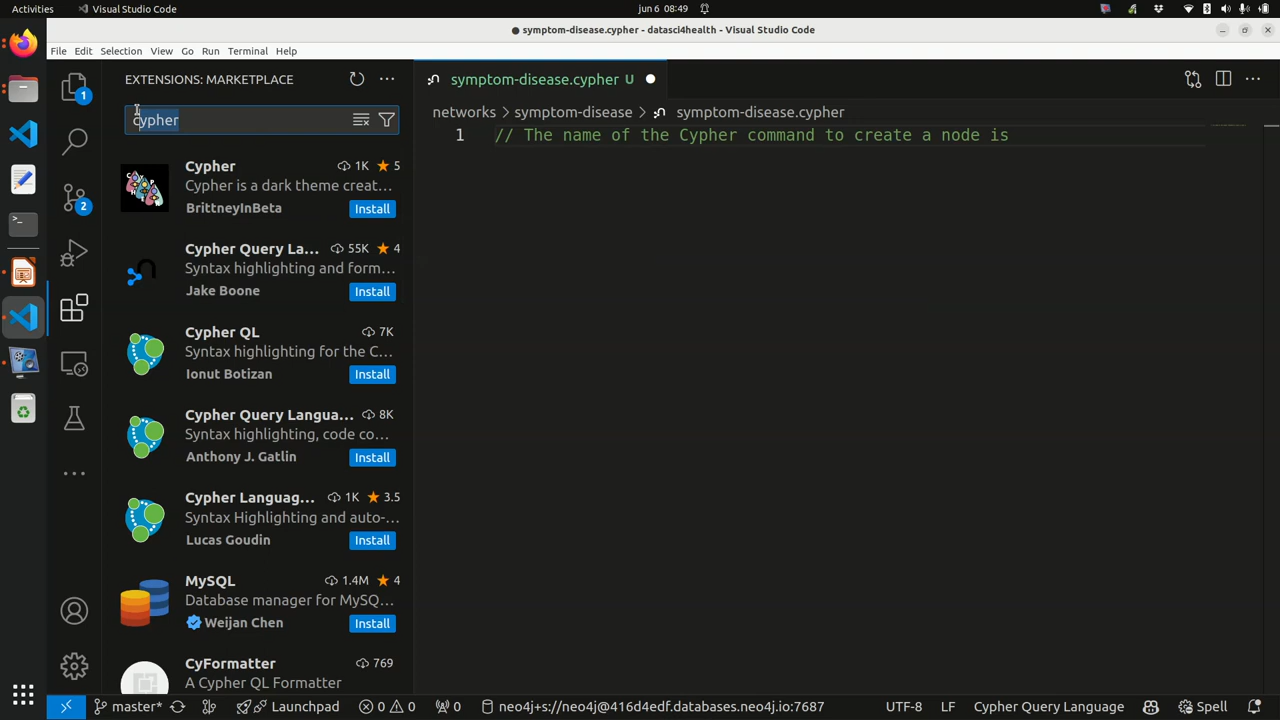 Activities
Visual Studio Code
jun 6 08:49
symptom-disease.cypher - datasci4health - Visual Studio Code
File Edit Selection View Go Run Terminal Help
EXTENSIONS: MARKETPLACE
cypher
Cypher 1K 5
Cypher is a dark theme creat…
BrittneyInBeta Install
Cypher Query La… 55K 4
Syntax highlighting and form…
Jake Boone Install
Cypher QL 7K
Syntax highlighting for the C…
Ionut Botizan Install
Cypher Query Langua… 8K
Syntax highlighting, code co…
Anthony J. Gatlin Install
Cypher Languag… 1K 3.5
Syntax Highlighting and auto-…
Lucas Goudin Install
MySQL 1.4M 4
Database manager for MySQ…
Weijan Chen Install
CyFormatter 769
A Cypher QL Formatter
1
2
symptom-disease.cypher U
networks > symptom-disease > symptom-disease.cypher
1 // The name of the Cypher command to create a node is
master* Launchpad 0 0 0 neo4j+s://neo4j@416d4edf.databases.neo4j.io:7687 UTF-8 LF Cypher Query Language Spell